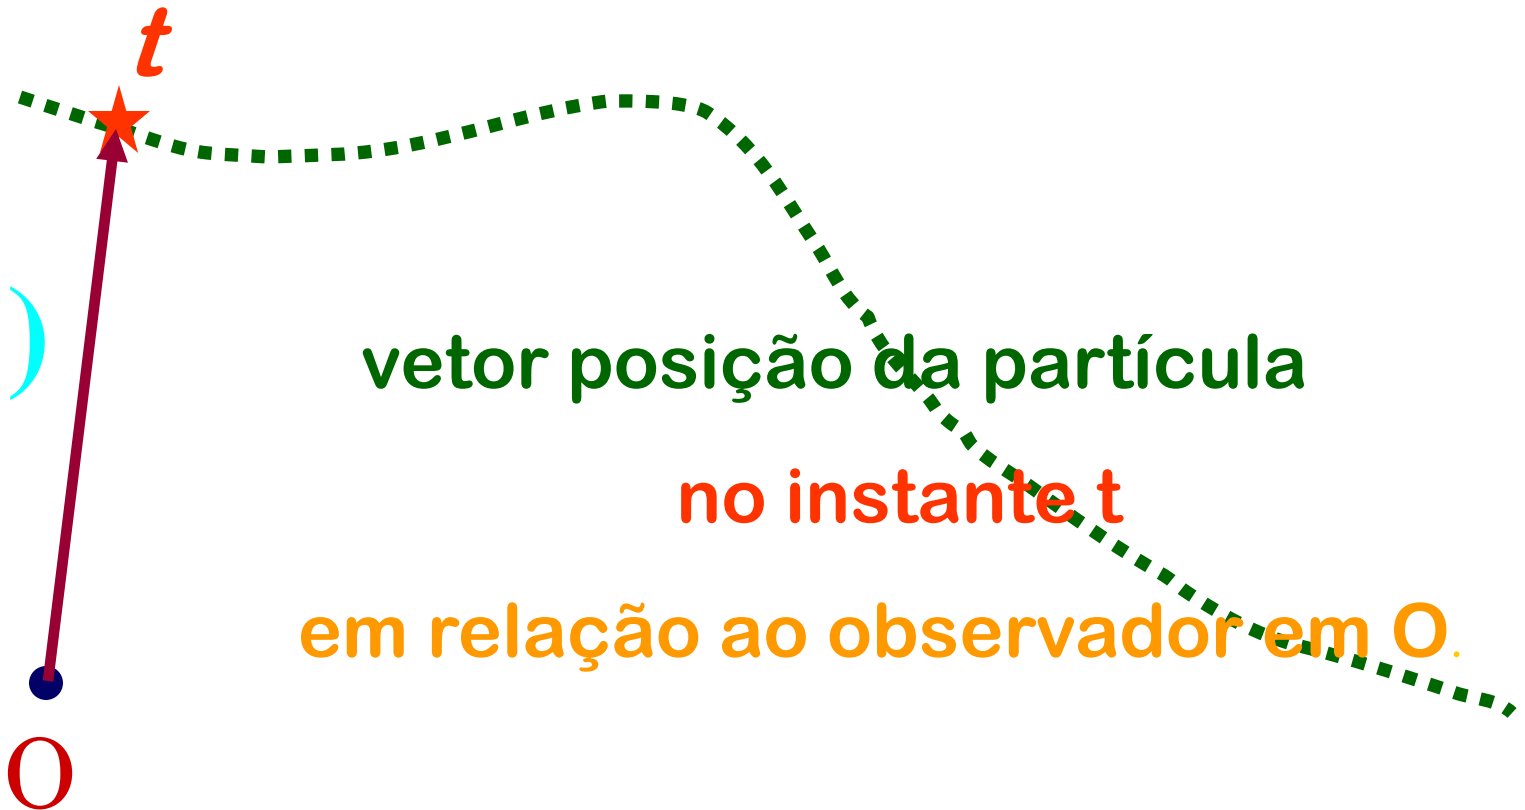 t
)
vetor posição da partícula
no instante t
em relação ao observador em O.
O